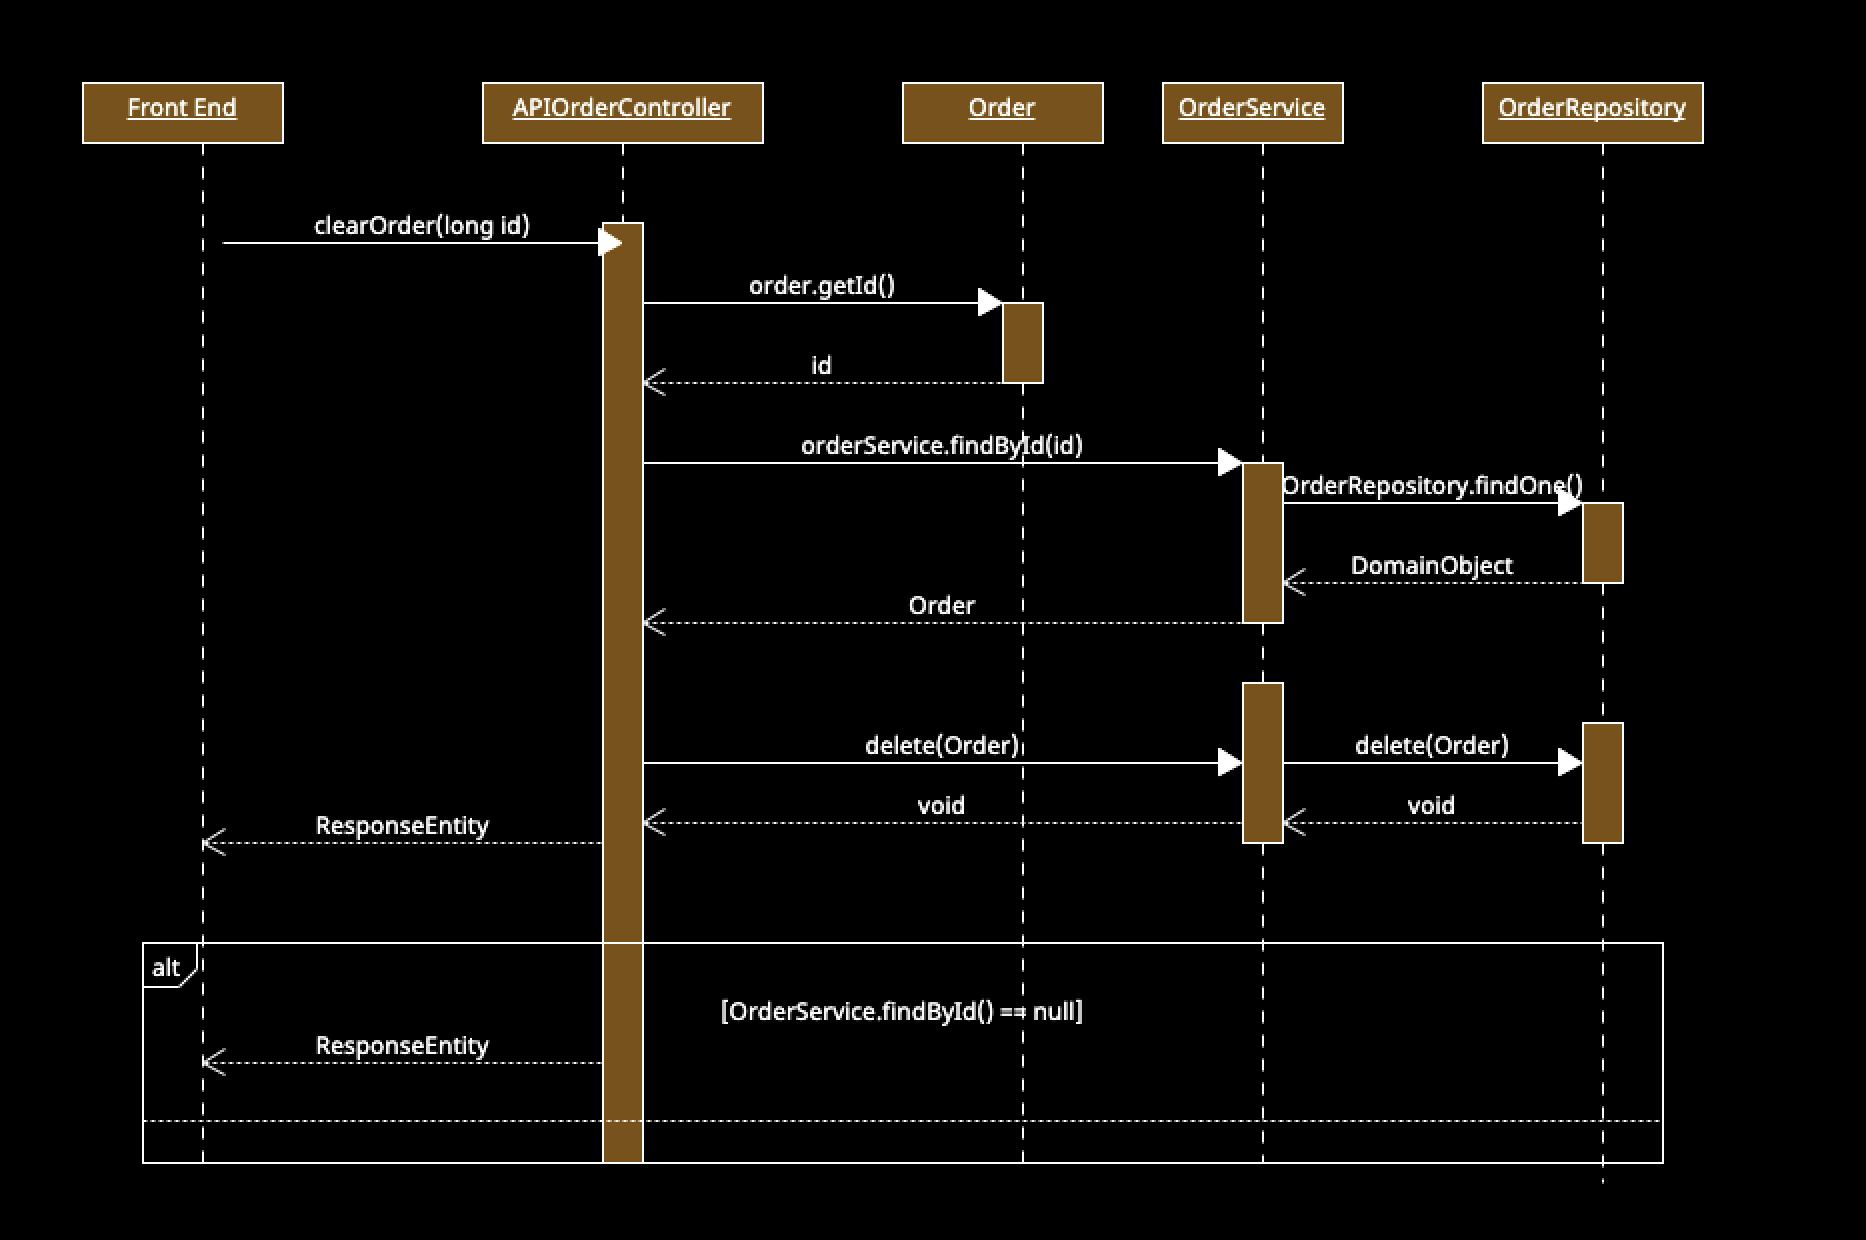 Front End
APIOrderController
Order
OrderService
OrderRepository
clearOrder(long id)
order.getId()
id
orderService.findById(id)
OrderRepository.findOne()
DomainObject
Order
delete(Order)
delete(Order)
void
void
ResponseEntity
alt
[OrderService.findById() == null]
ResponseEntity